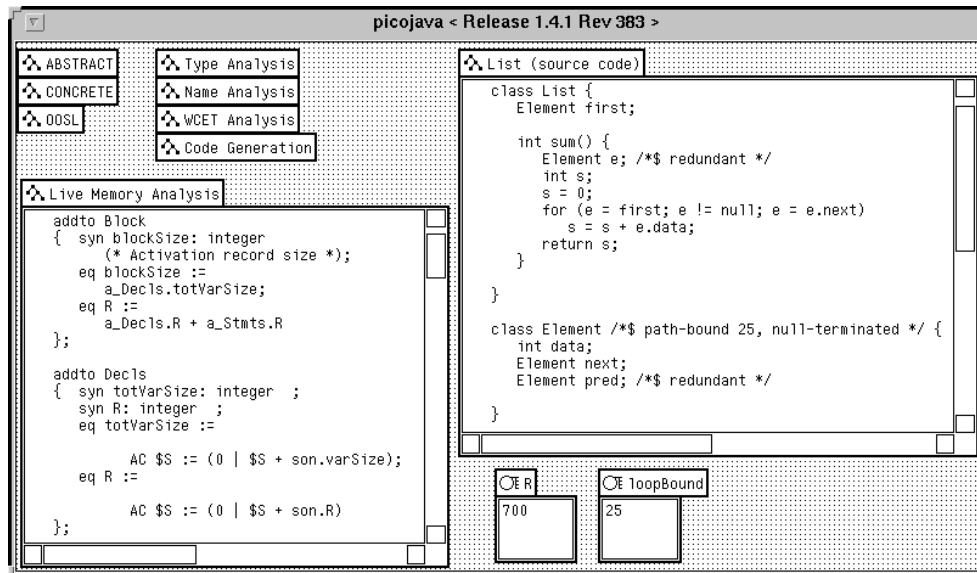 picojava < Release 1.4.1 Rev 383 >
ABSTRACT
CONCRETE
OOSL
Type Analysis
Name Analysis
WCET Analysis
Code Generation
Live Memory Analysis
addto Block
{ syn blockSize: integer
(* Activation record size *);
eq blockSize :=
a_Decls.totVarSize;
eq R :=
a_Decls.R + a_Stmts.R
};
addto Decls
{ syn totVarSize: integer ;
syn R: integer ;
eq totVarSize :=
AC $S := (0 | $S + son.varSize);
eq R :=
AC $S := (0 | $S + son.R)
};
List (source code)
class List {
Element first;
int sum() {
Element e; /*$ redundant */
int s;
s = 0;
for (e = first; e != null; e = e.next)
s = s + e.data;
return s;
}
}
class Element /*$ path-bound 25, null-terminated */ {
int data;
Element next;
Element pred; /*$ redundant */
}
R
700
loopBound
25